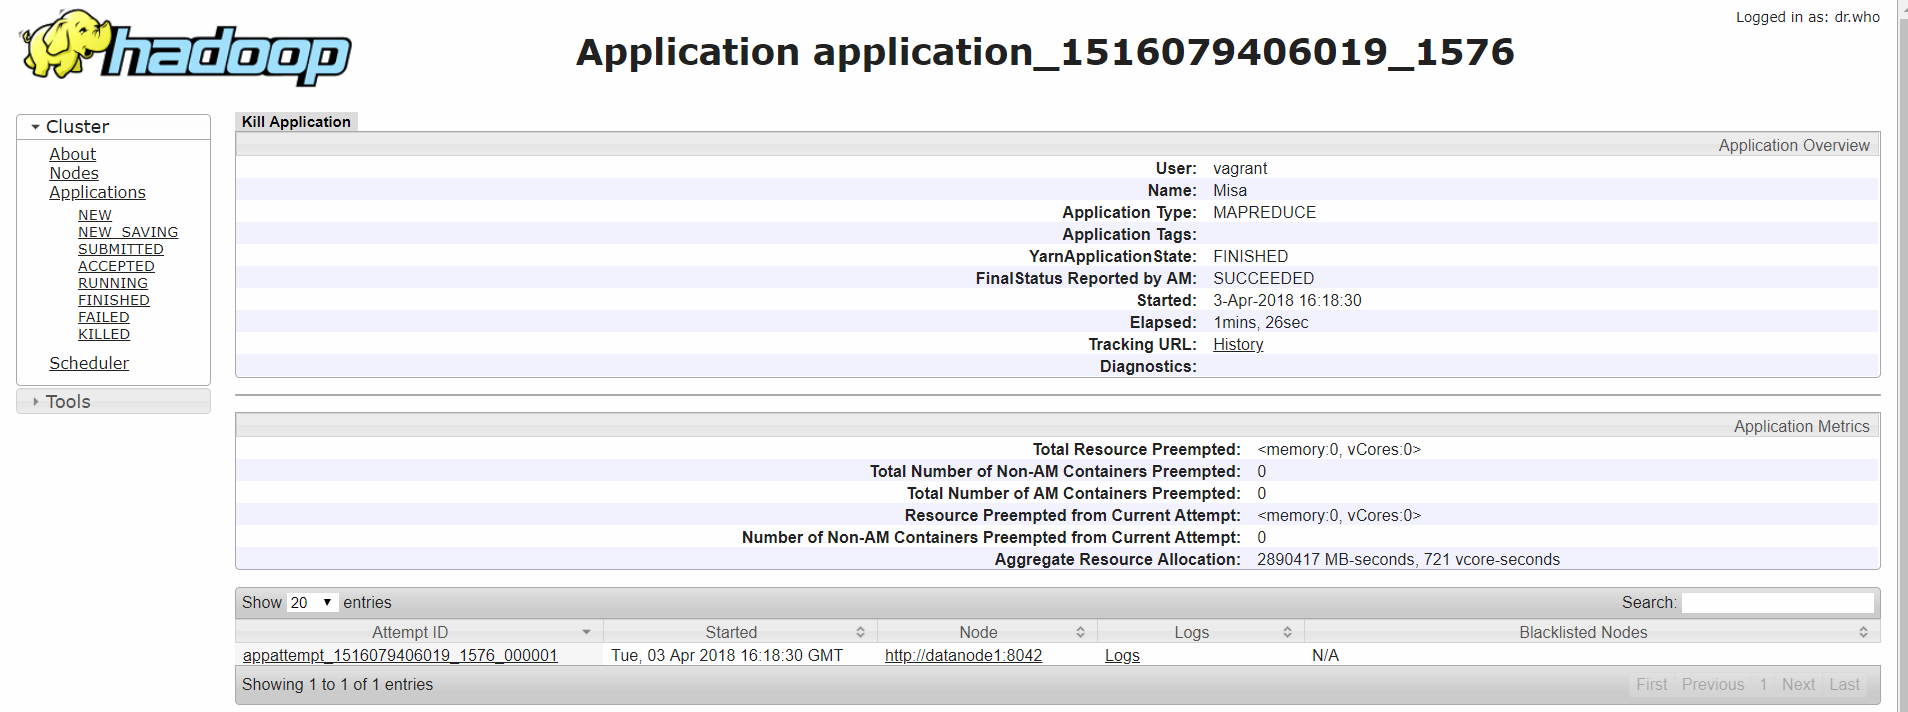 Logged in as: dr.who
hadoop
Application application_1516079406019_1576
Cluster
About
Nodes
Applications
NEW
NEW_SAVING
SUBMITTED
ACCEPTED
RUNNING
FINISHED
FAILED
KILLED
Scheduler
Tools
Kill Application
Application Overview
User: vagrant
Name: Misa
Application Type: MAPREDUCE
Application Tags:
YarnApplicationState: FINISHED
FinalStatus Reported by AM: SUCCEEDED
Started: 3-Apr-2018 16:18:30
Elapsed: 1mins, 26sec
Tracking URL: History
Diagnostics:
Application Metrics
Total Resource Preempted: <memory:0, vCores:0>
Total Number of Non-AM Containers Preempted: 0
Total Number of AM Containers Preempted: 0
Resource Preempted from Current Attempt: <memory:0, vCores:0>
Number of Non-AM Containers Preempted from Current Attempt: 0
Aggregate Resource Allocation: 2890417 MB-seconds, 721 vcore-seconds
Show 20 entries Search:
Attempt ID Started Node Logs Blacklisted Nodes
appattempt_1516079406019_1576_000001 Tue, 03 Apr 2018 16:18:30 GMT http://datanode1:8042 Logs N/A
Showing 1 to 1 of 1 entries First Previous 1 Next Last